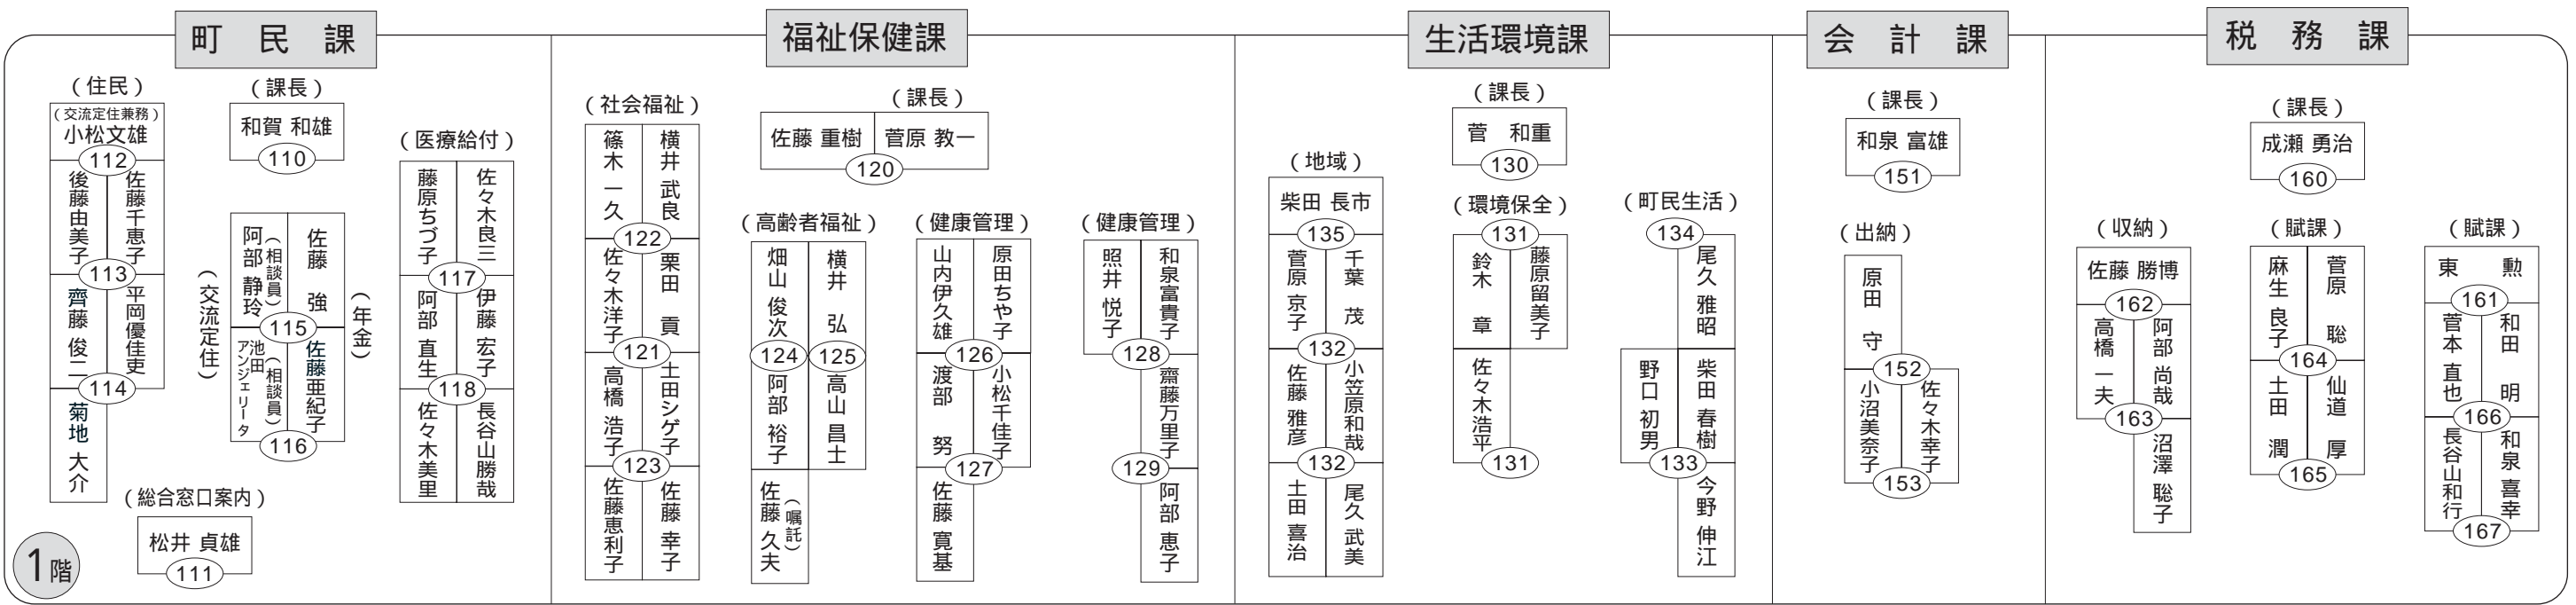 町民課
(住民)
(交流定住兼務)
小松文雄
112
後藤由美子
佐藤千恵子
113
齊藤 俊二
平岡優佳吏
114
菊地 大介
(課長)
和賀 和雄
110
(交流定住)
阿部 静玲
(相談員)
佐藤 強
115
池田
アンジェリータ
(相談員)
佐藤亜紀子
116
(年金)
(医療給付)
藤原ちづ子
佐々木良三
117
阿部 直生
伊藤 宏子
118
佐々木美里
長谷山勝哉
(総合窓口案内)
松井 貞雄
111
1階
福祉保健課
(社会福祉)
篠木 一久
横井 武良
122
佐々木洋子
栗田 貢
121
高橋 浩子
土田シゲ子
123
佐藤恵利子
佐藤 幸子
(課長)
佐藤 重樹
菅原 教一
120
(高齢者福祉)
畑山 俊次
横井 弘
124
125
阿部 裕子
高山 昌士
佐藤 久夫
(嘱託)
(健康管理)
山内伊久雄
原田ちや子
126
渡部 努
小松千佳子
127
佐藤 寛基
(健康管理)
照井 悦子
和泉富貴子
128
齋藤万里子
129
阿部 恵子
生活環境課
(課長)
菅 和重
130
(地域)
柴田 長市
135
菅原 京子
千葉 茂
132
佐藤 雅彦
小笠原和哉
132
土田 喜治
尾久 武美
(環境保全)
131
鈴木 章
藤原留美子
佐々木浩平
131
(町民生活)
134
尾久 雅昭
野口 初男
柴田 春樹
133
今野 伸江
会計課
(課長)
和泉 富雄
151
(出納)
原田 守
152
小沼美奈子
佐々木幸子
153
税務課
(課長)
成瀬 勇治
160
(収納)
佐藤 勝博
162
高橋 一夫
阿部 尚哉
163
沼澤 聡子
(賦課)
麻生 良子
菅原 聡
164
土田 潤
仙道 厚
165
(賦課)
東 勲
161
菅本 直也
和田 明
166
長谷山和行
和泉 喜幸
167